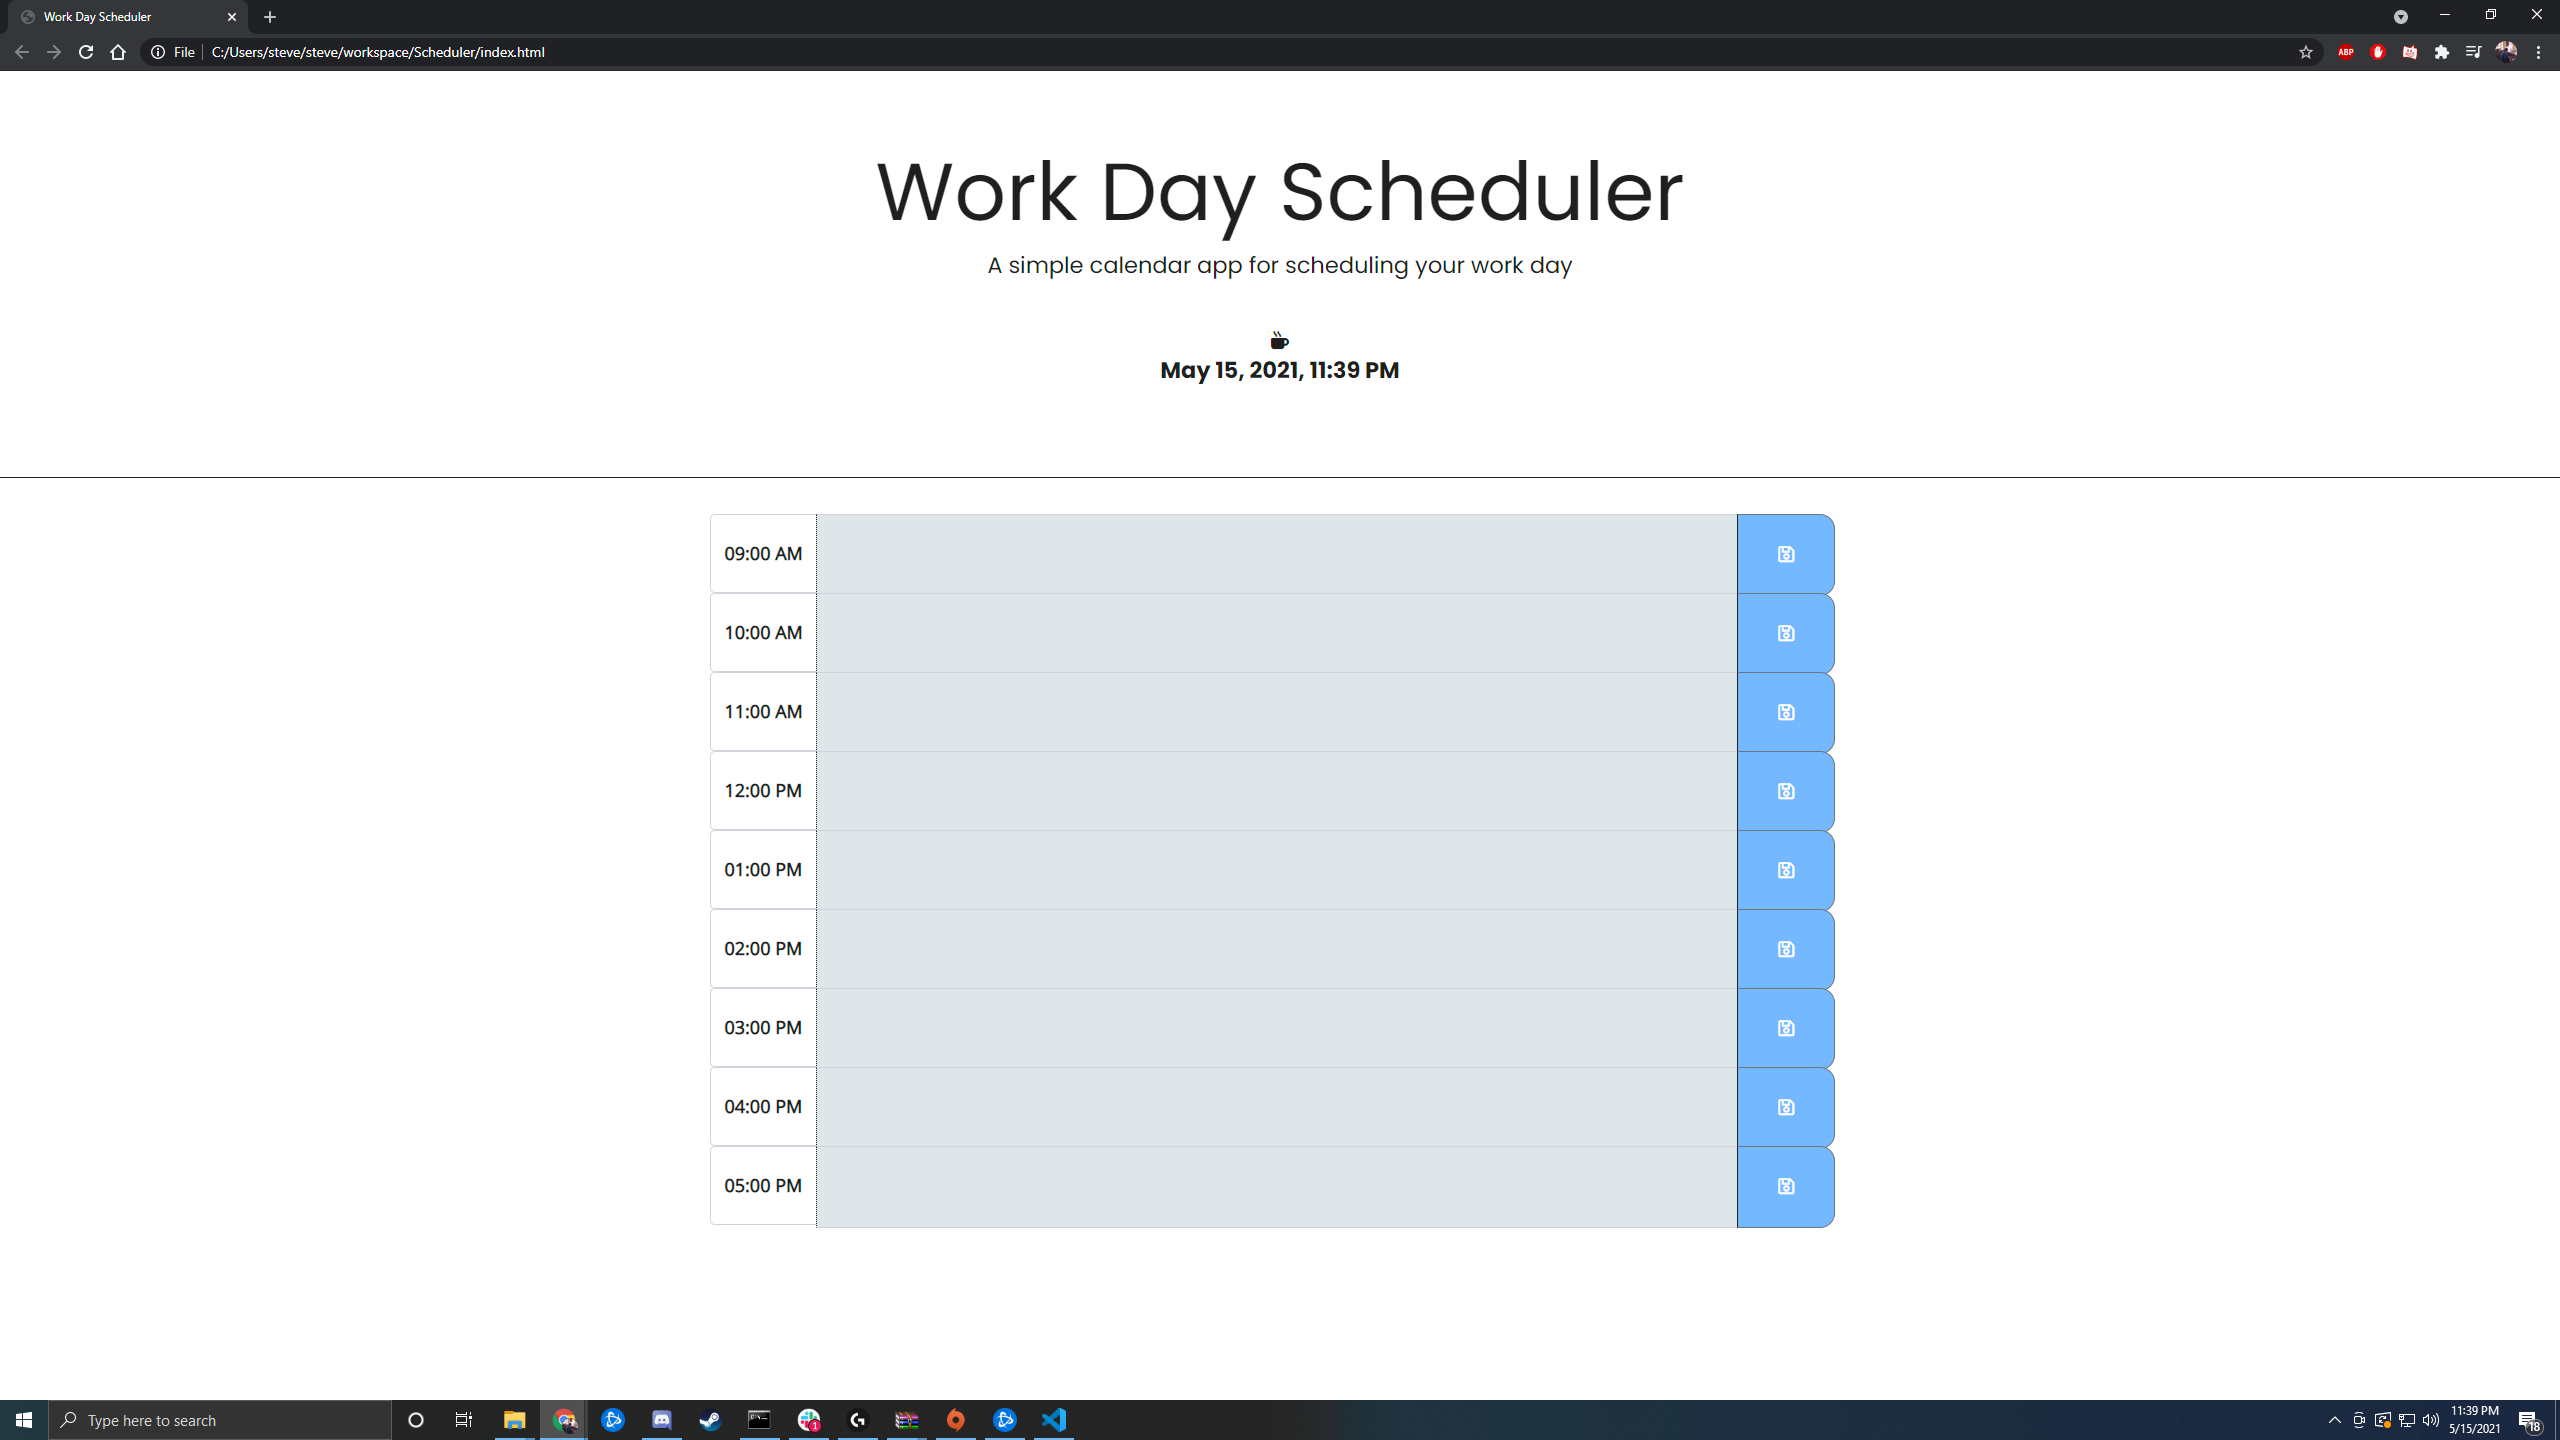 Work Day Scheduler
File C:/Users/steve/steve/workspace/Scheduler/index.html
ABP
Work Day Scheduler
A simple calendar app for scheduling your work day
May 15, 2021, 11:39 PM
09:00 AM
10:00 AM
11:00 AM
12:00 PM
01:00 PM
02:00 PM
03:00 PM
04:00 PM
05:00 PM
Type here to search
1
11:39 PM
5/15/2021
18